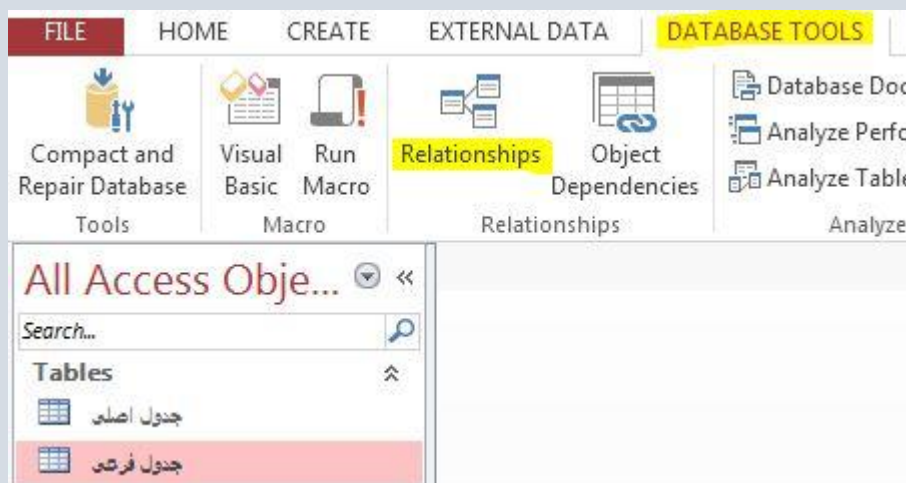 FILE HOME CREATE EXTERNAL DATA DATABASE TOOLS
Compact and Repair Database
Visual Basic
Run Macro
Relationships
Object Dependencies
Database Doc
Analyze Perfo
Analyze Table
Tools
Macro
Relationships
Analyze
All Access Obje...
Search...
Tables
جدول اصلی
جدول فرعی